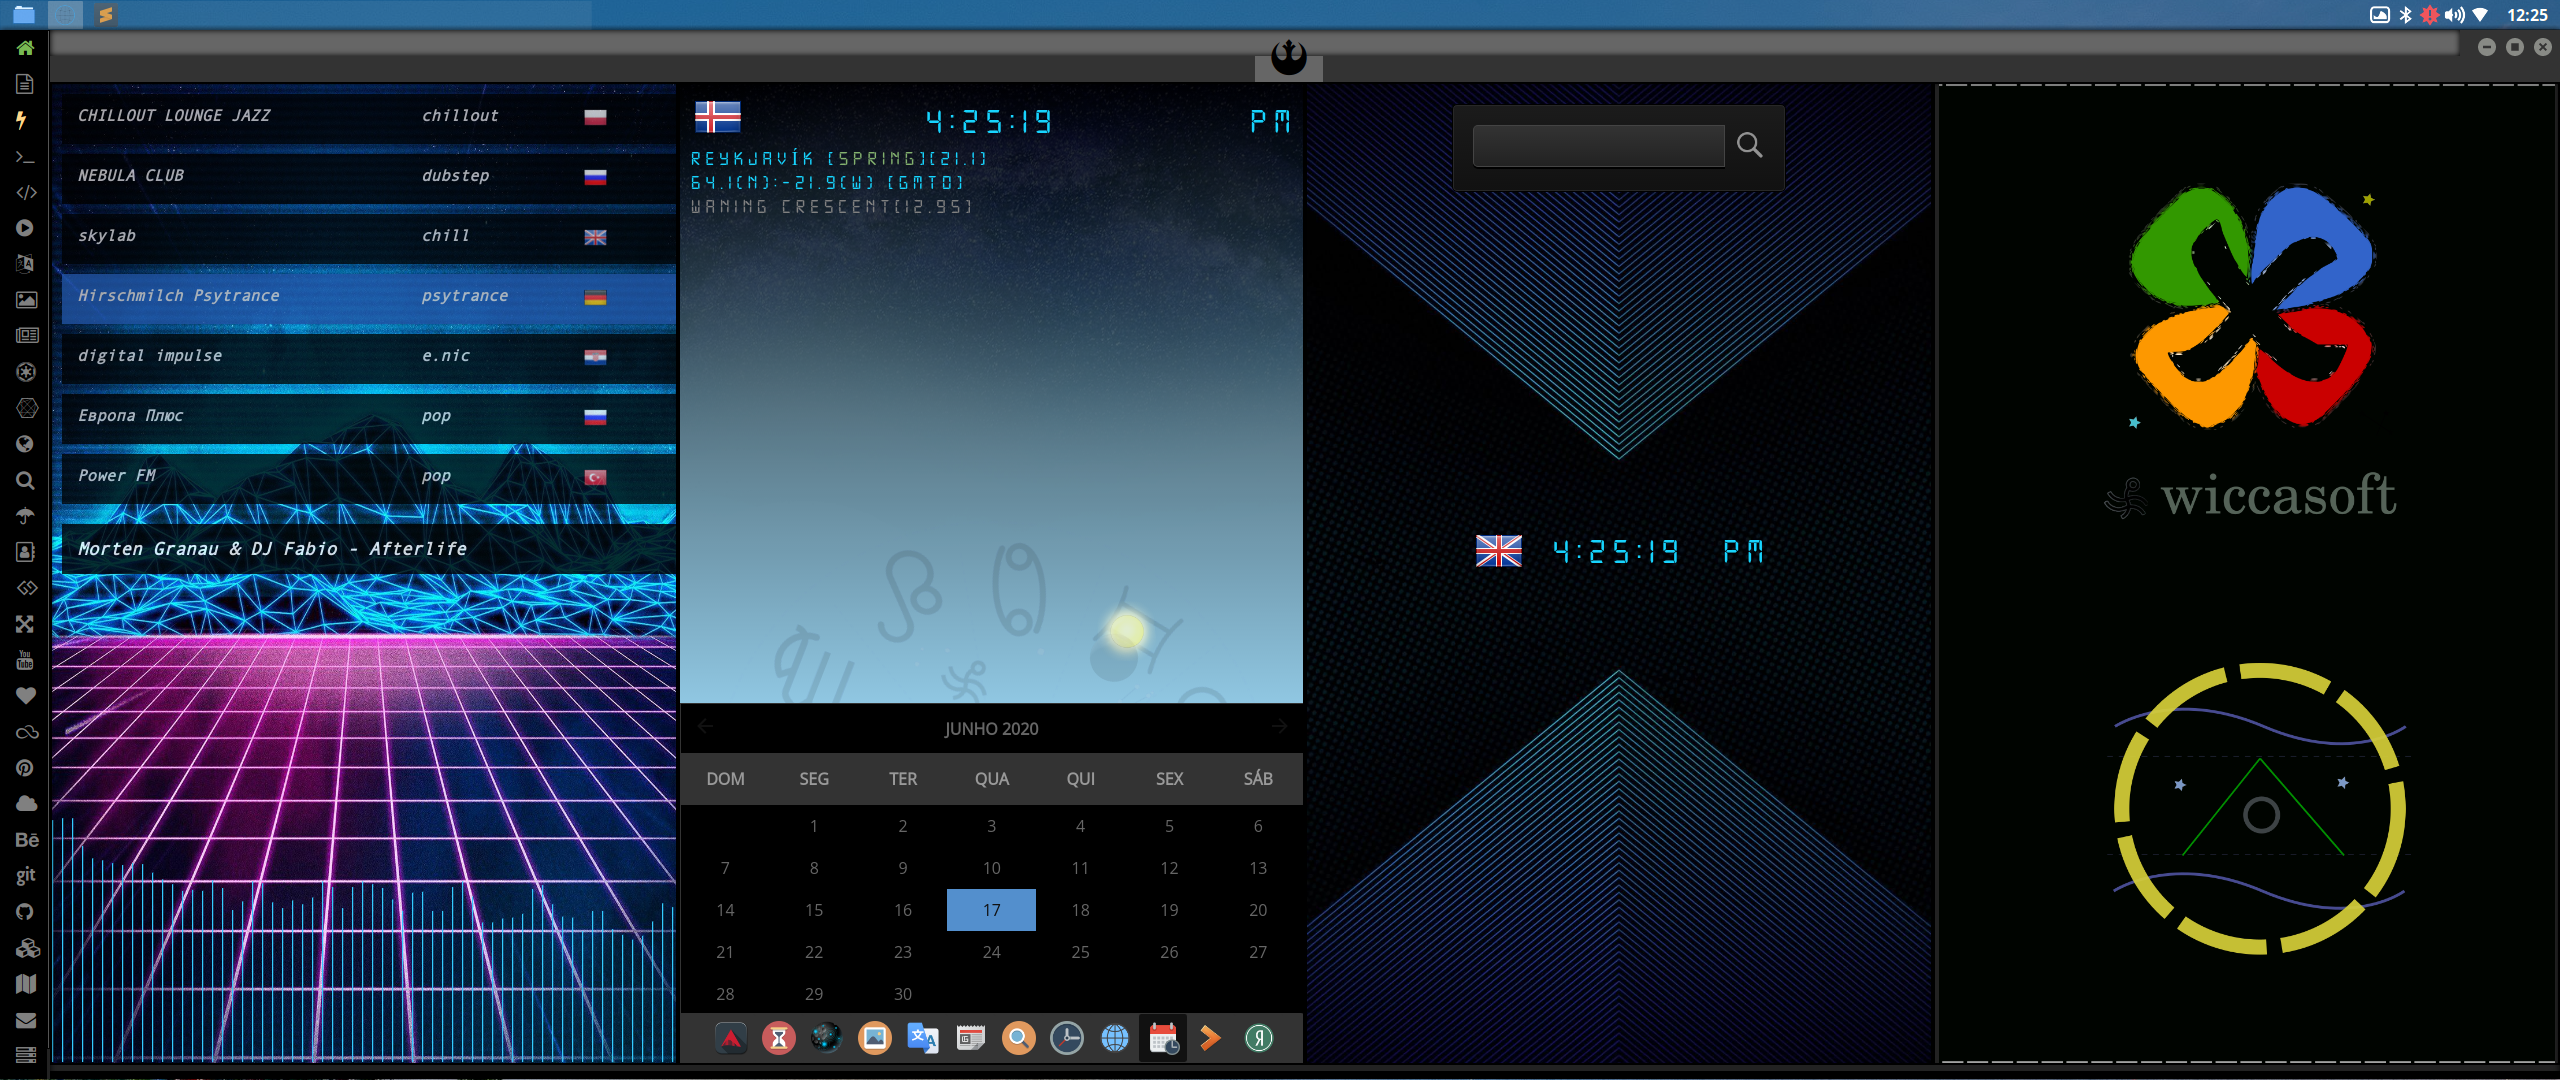 12:25
CHILLOUT LOUNGE JAZZ chillout
NEBULA CLUB dubstep
skylab chill
Hirschmilch Psytrance psytrance
digital impulse e.nic
Европа Плюс pop
Power FM pop
Morten Granau & DJ Fabio - Afterlife
You
Tube
Bē
git
4:25:19 PM
REYKJAVÍK [SPRING][21.1]
64.1(N):-21.9(W) [GMT0]
WANING CRESCENT[12.95]
JUNHO 2020
DOM SEG TER QUA QUI SEX SÁB
1 2 3 4 5 6
7 8 9 10 11 12 13
14 15 16 17 18 19 20
21 22 23 24 25 26 27
28 29 30
4:25:19 PM
wiccasoft